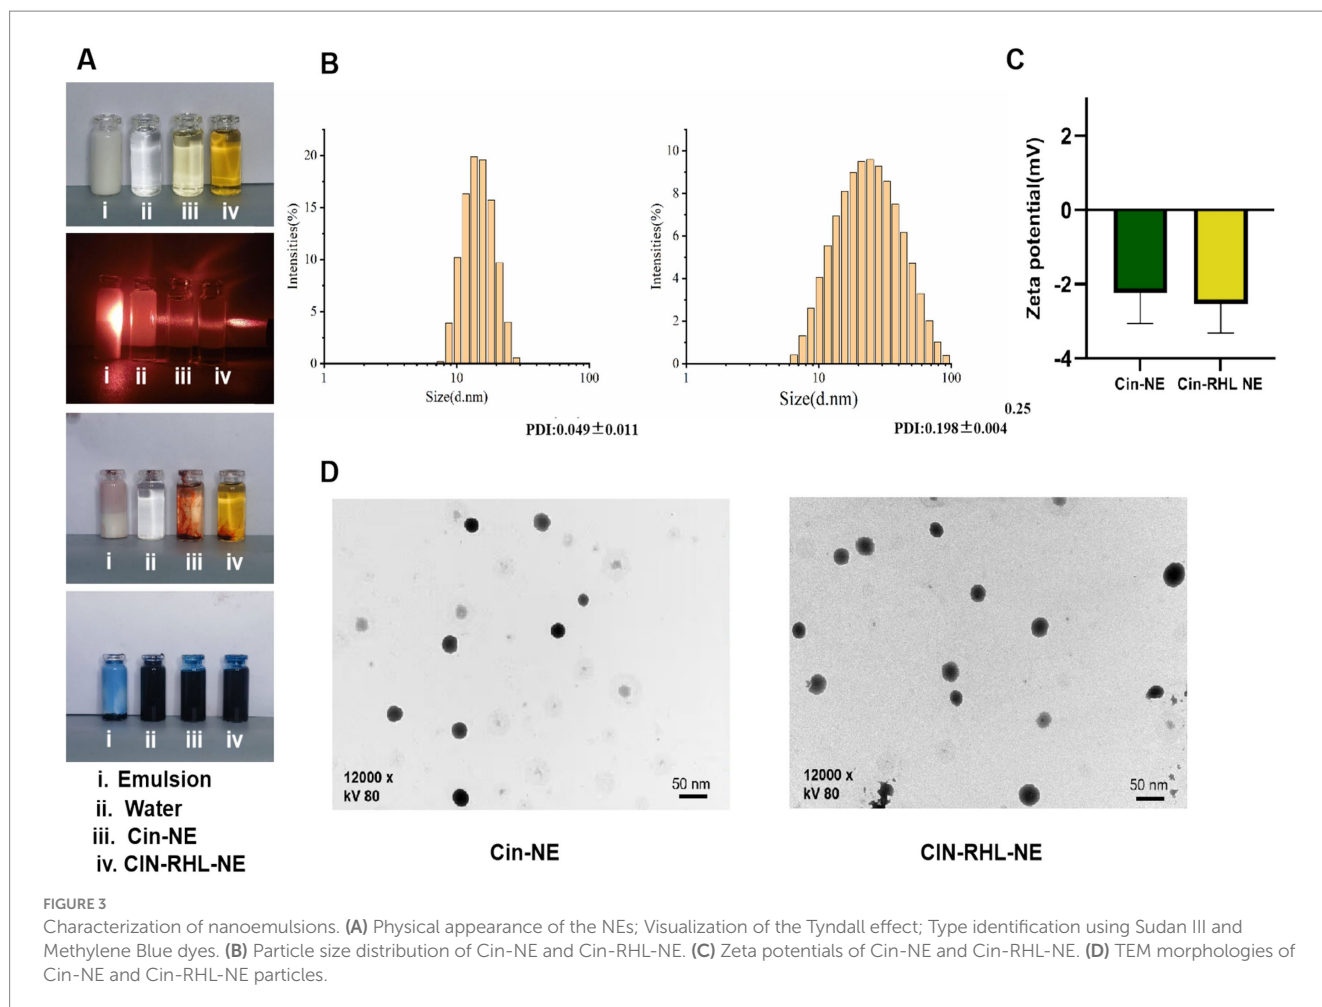 A
i ii iii iv
i ii iii iv
i ii iii iv
i ii iii iv
i. Emulsion
ii. Water
iii. Cin-NE
iv. CIN-RHL-NE
B
Intensities(%)
20
15
10
5
0
1 10 100
Size(d.nm)
PDI:0.049±0.011
Intensities(%)
10
8
6
4
2
0
1 10 100
Size(d.nm)
0.25
PDI:0.198±0.004
C
Zeta potential(mV)
2
0
-2
-4
Cin-NE Cin-RHL NE
D
12000 x
kV 80
50 nm
Cin-NE
12000 x
kV 80
50 nm
CIN-RHL-NE
FIGURE 3
Characterization of nanoemulsions. (A) Physical appearance of the NEs; Visualization of the Tyndall effect; Type identification using Sudan III and
Methylene Blue dyes. (B) Particle size distribution of Cin-NE and Cin-RHL-NE. (C) Zeta potentials of Cin-NE and Cin-RHL-NE. (D) TEM morphologies of
Cin-NE and Cin-RHL-NE particles.